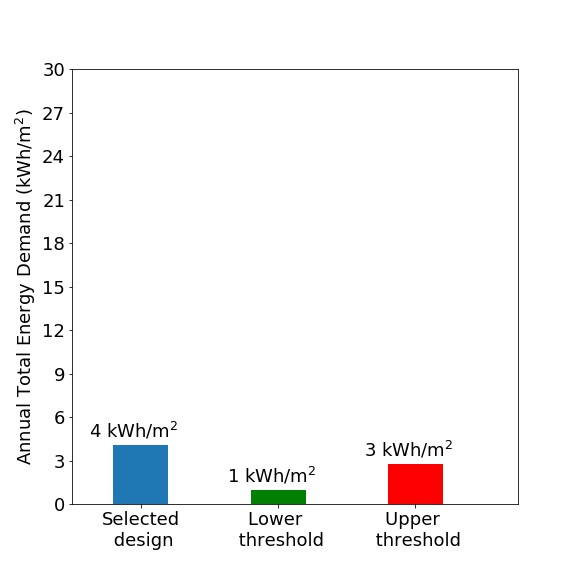 Annual Total Energy Demand (kWh/m²)
30
27
24
21
18
15
12
9
6
3
0
4 kWh/m²
1 kWh/m²
3 kWh/m²
Selected
design
Lower
threshold
Upper
threshold